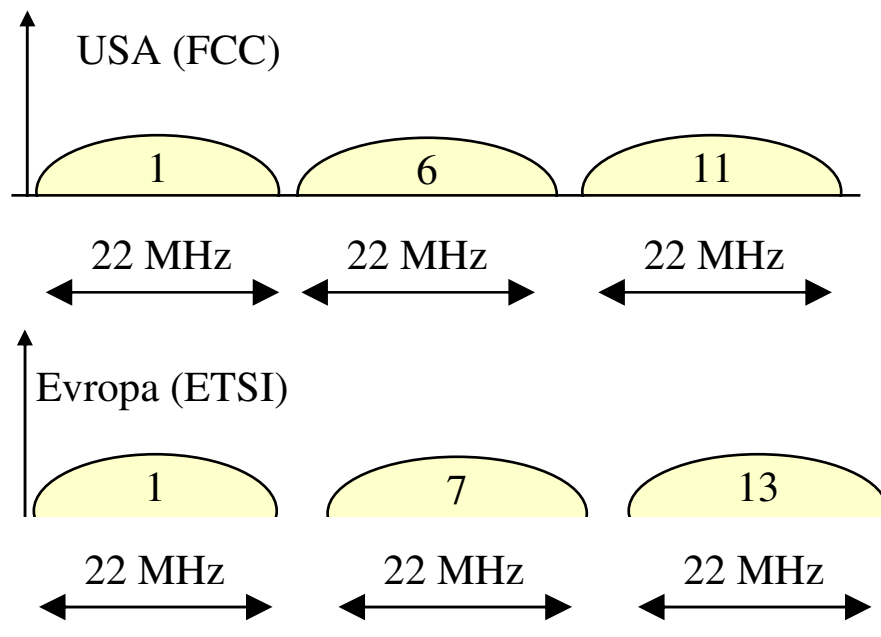 USA (FCC)
1 6 11
22 MHz 22 MHz 22 MHz
Evropa (ETSI)
1 7 13
22 MHz 22 MHz 22 MHz